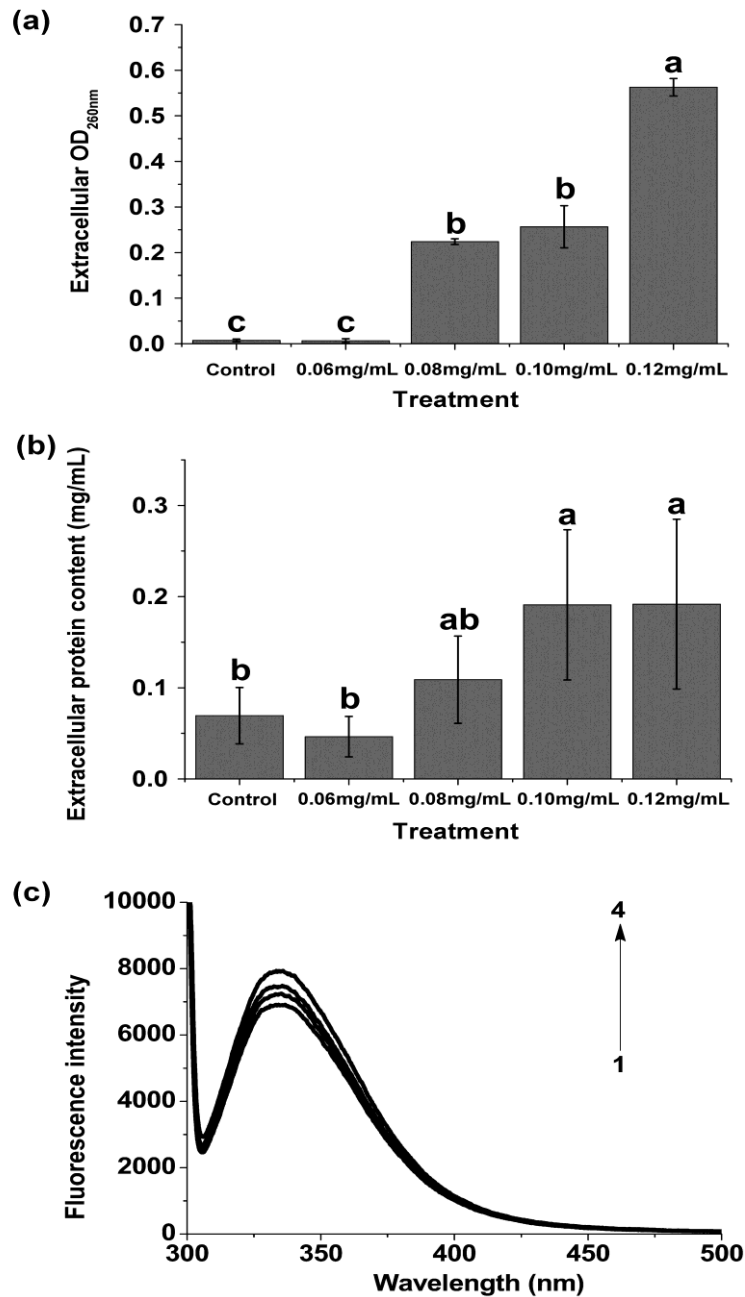 (a)
Extracellular OD260nm
0.7
0.6
0.5
0.4
0.3
0.2
0.1
0.0
c
c
b
b
a
Control
0.06mg/mL
0.08mg/mL
0.10mg/mL
0.12mg/mL
Treatment
(b)
Extracellular protein content (mg/mL)
0.3
0.2
0.1
0.0
b
b
ab
a
a
Control
0.06mg/mL
0.08mg/mL
0.10mg/mL
0.12mg/mL
Treatment
(c)
Fluorescence intensity
10000
8000
6000
4000
2000
0
4
1
300
350
400
450
500
Wavelength (nm)